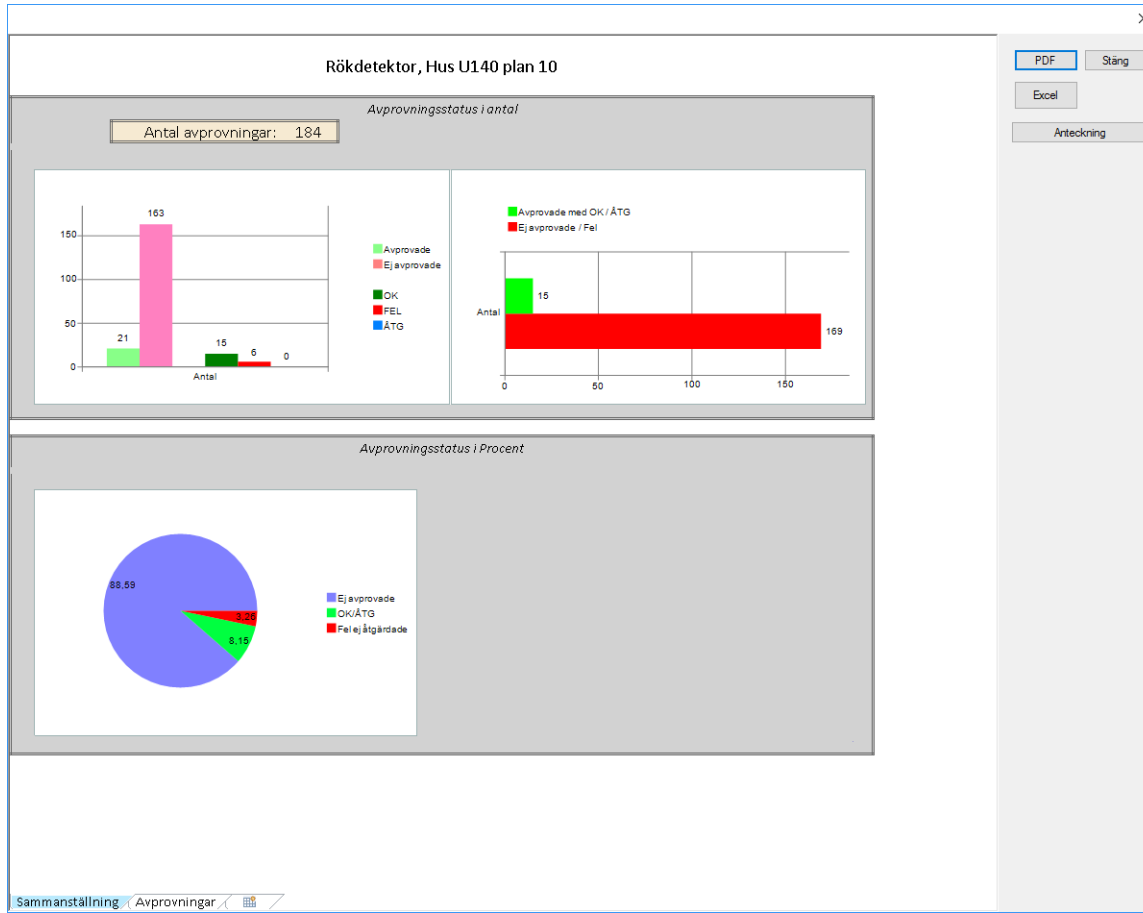 Rökdetektor, Hus U140 plan 10
PDF
Stäng
Excel
Anteckning
Avprovningsstatus i antal
Antal avprovningar: 184
163
150
100
50
0
21
15
6
0
Antal
Avprovade
Ej avprovade
OK
FEL
ÅTG
Avprovade med OK / ÅTG
Ej avprovade / Fel
Antal
15
169
0
50
100
150
Avprovningsstatus i Procent
88,59
3,26
8,15
Ej avprovade
OK/ÅTG
Fel ej åtgärdade
Sammanställning
Avprovningar